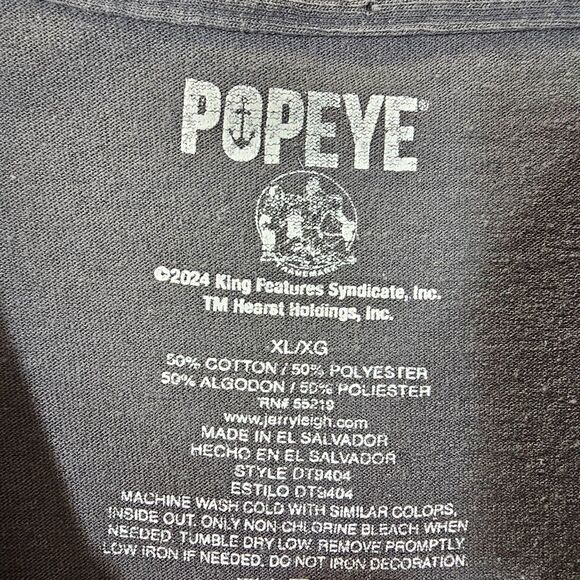 POPEYE®
TRADEMARK
©2024 King Features Syndicate, Inc.
TM Hearst Holdings, Inc.
XL/XG
50% COTTON / 50% POLYESTER
50% ALGODON / 50% POLIESTER
RN# 55219
www.jerryleigh.com
MADE IN EL SALVADOR
HECHO EN EL SALVADOR
STYLE DT9404
ESTILO DT9404
MACHINE WASH COLD WITH SIMILAR COLORS,
INSIDE OUT. ONLY NON-CHLORINE BLEACH WHEN
NEEDED. TUMBLE DRY LOW. REMOVE PROMPTLY.
LOW IRON IF NEEDED. DO NOT IRON DECORATION.